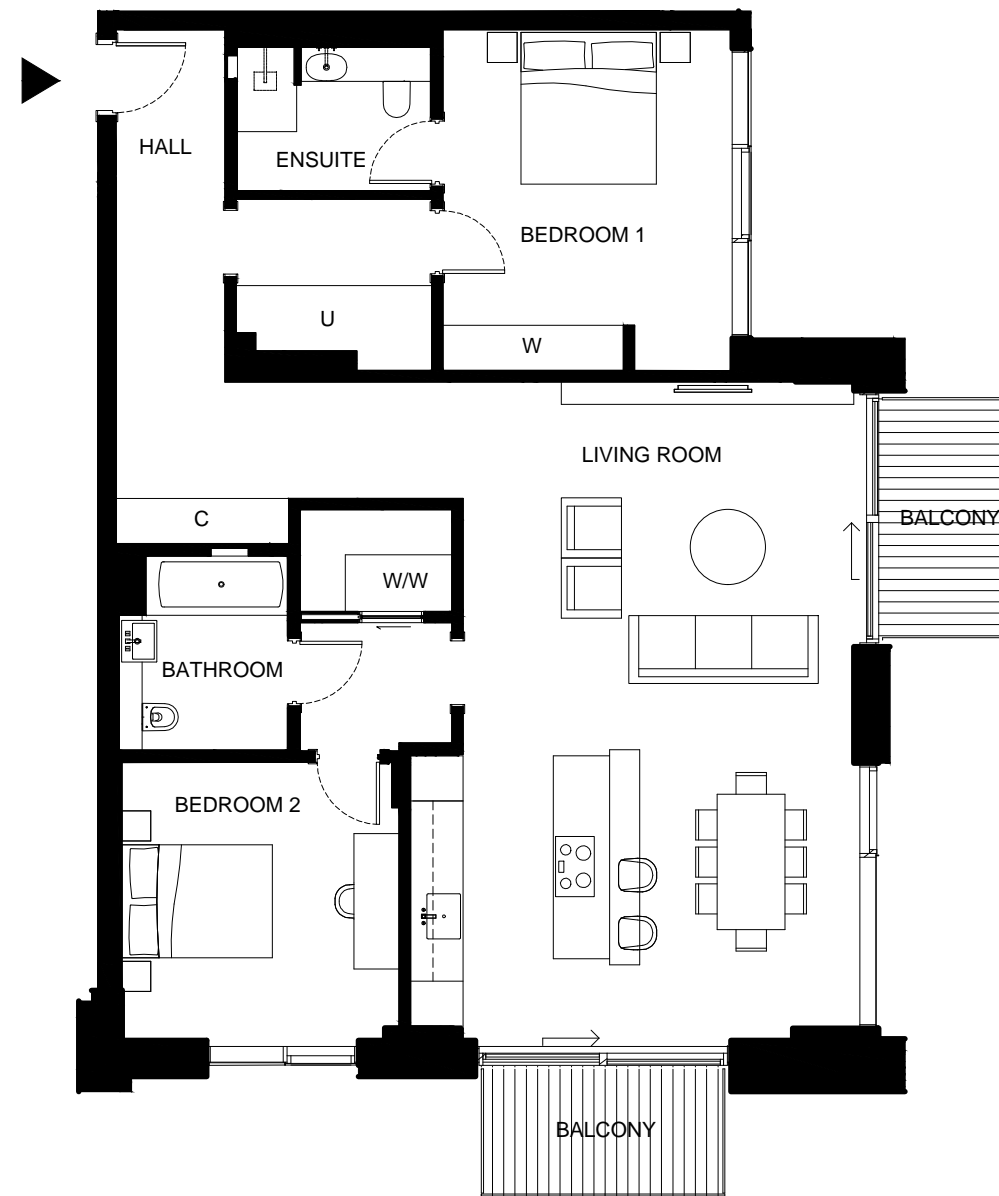 HALL
ENSUITE
BEDROOM 1
U
W
LIVING ROOM
C
BALCONY
W/W
BATHROOM
BEDROOM 2
BALCONY